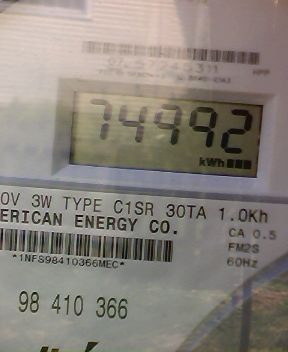 74992
kWh
0V 3W TYPE C1SR 30TA 1.0Kh
ERICAN ENERGY CO.
CA 0.5
FM2S
*1NFS98410366MEC*
60Hz
98 410 366